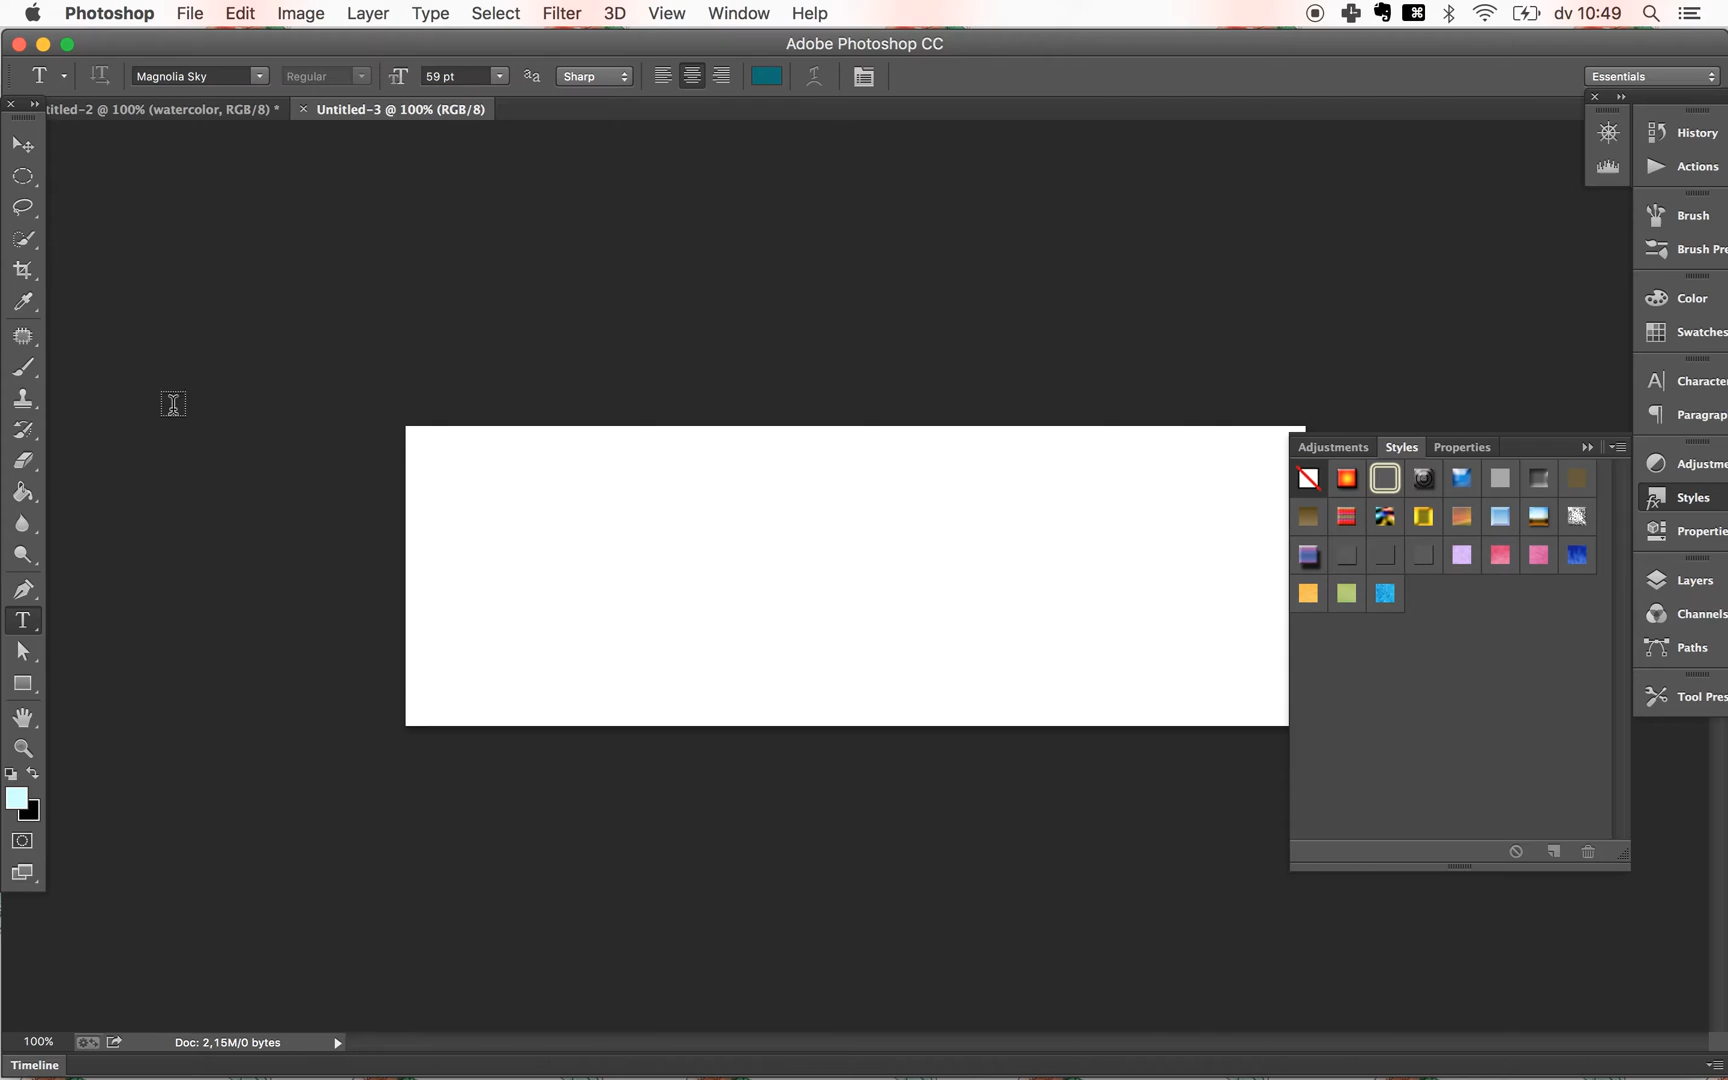 Photoshop File Edit Image Layer Type Select Filter 3D View Window Help dv 10:49
Adobe Photoshop CC
T Magnolia Sky Regular 59 pt aa Sharp Essentials
titled-2 @ 100% (watercolor, RGB/8) * × Untitled-3 @ 100% (RGB/8)
History
Actions
Brush
Brush Pre
Color
Swatches
Characte
Paragrap
Adjustments Styles Properties
Adjustme
Styles
Propertie
Layers
Channels
Paths
Tool Pres
100% Doc: 2,15M/0 bytes
Timeline